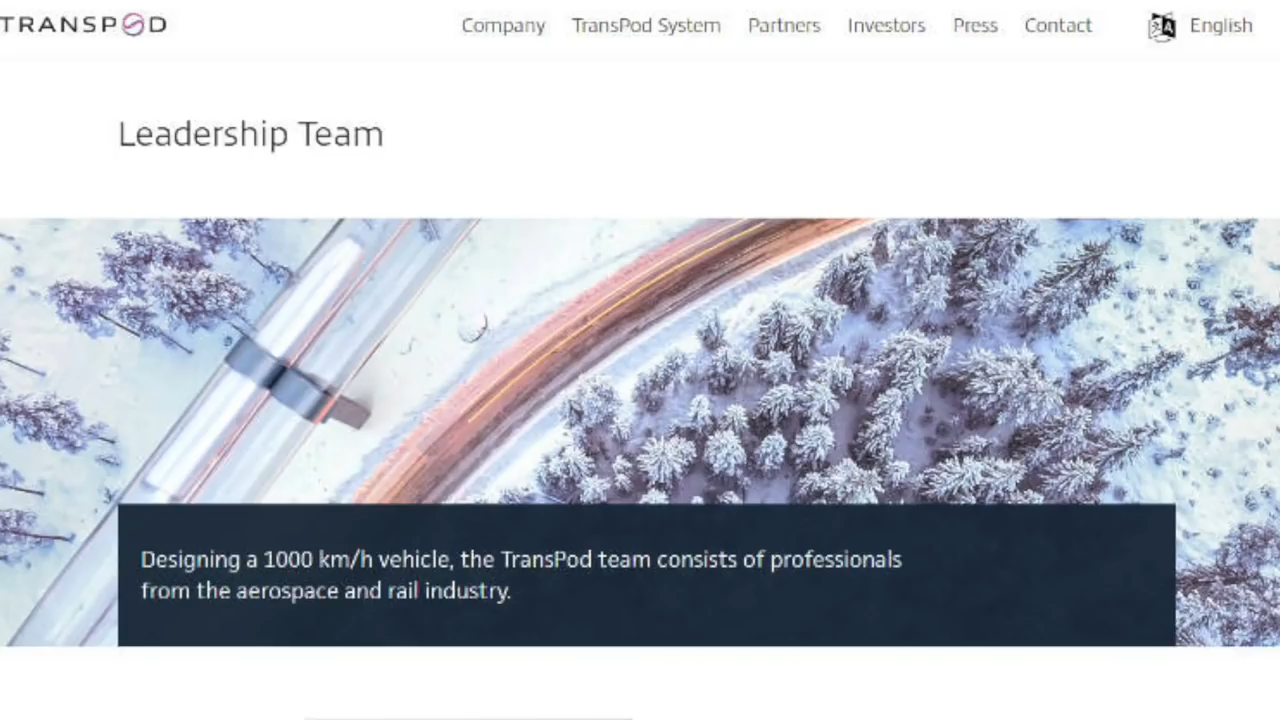 TRANSPOD
Company TransPod System Partners Investors Press Contact English
Leadership Team
Designing a 1000 km/h vehicle, the TransPod team consists of professionals
from the aerospace and rail industry.